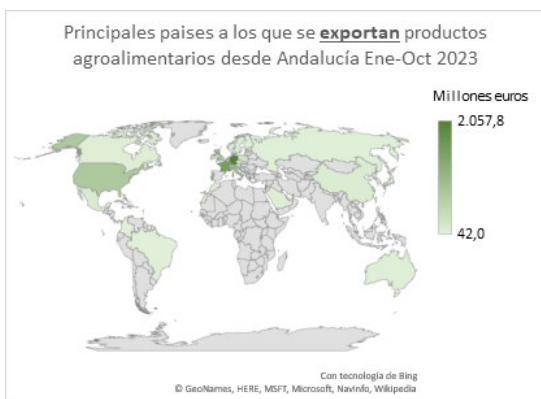 Principales paises a los que se exportan productos
agroalimentarios desde Andalucía Ene-Oct 2023
Millones euros
2.057,8
42,0
Con tecnología de Bing
© GeoNames, HERE, MSFT, Microsoft, Navinfo, Wikipedia